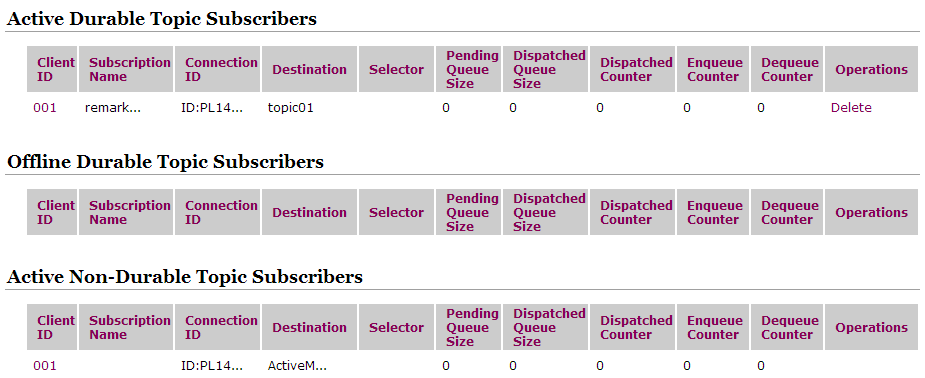 Active Durable Topic Subscribers
Client ID Subscription Name Connection ID Destination Selector Pending Queue Size Dispatched Queue Size Dispatched Counter Enqueue Counter Dequeue Counter Operations
001 remark... ID:PL14... topic01 0 0 0 0 0 Delete
Offline Durable Topic Subscribers
Client ID Subscription Name Connection ID Destination Selector Pending Queue Size Dispatched Queue Size Dispatched Counter Enqueue Counter Dequeue Counter Operations
Active Non-Durable Topic Subscribers
Client ID Subscription Name Connection ID Destination Selector Pending Queue Size Dispatched Queue Size Dispatched Counter Enqueue Counter Dequeue Counter Operations
001 ID:PL14... ActiveM... 0 0 0 0 0